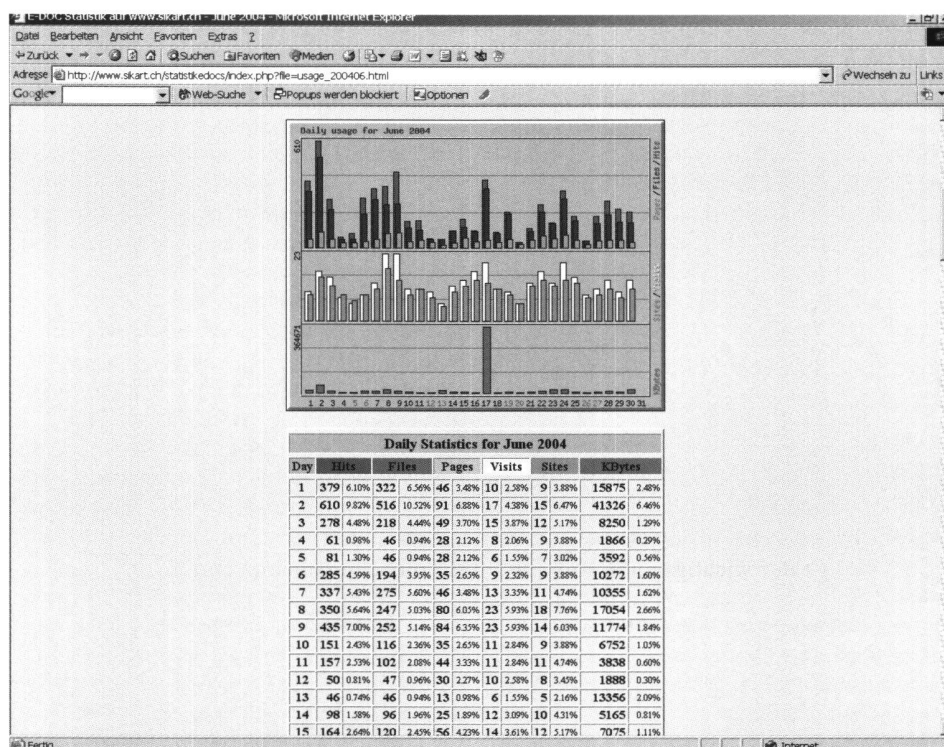 E-DOC Statistik auf www.sikart.ch - June 2004 - Microsoft Internet Explorer
Datei Bearbeiten Ansicht Favoriten Extras ?
Zurück Suchen Favoriten Medien
Adresse http://www.sikart.ch/statistikedocs/index.php?file=usage_200406.html Wechseln zu Links
Google Web-Suche Popups werden blockiert Optionen
Daily usage for June 2004
610
Pages / Files / Hits
23
Sites / Visits
364671
KBytes
1 2 3 4 5 6 7 8 9 10 11 12 13 14 15 16 17 18 19 20 21 22 23 24 25 26 27 28 29 30 31
Daily Statistics for June 2004
Day Hits Files Pages Visits Sites KBytes
1 379 6.10% 322 6.56% 46 3.48% 10 2.58% 9 3.88% 15875 2.48%
2 610 9.82% 516 10.52% 91 6.88% 17 4.38% 15 6.47% 41326 6.46%
3 278 4.48% 218 4.44% 49 3.70% 15 3.87% 12 5.17% 8250 1.29%
4 61 0.98% 46 0.94% 28 2.12% 8 2.06% 9 3.88% 1866 0.29%
5 81 1.30% 46 0.94% 28 2.12% 6 1.55% 7 3.02% 3592 0.56%
6 285 4.59% 194 3.95% 35 2.65% 9 2.32% 9 3.88% 10272 1.60%
7 337 5.43% 275 5.60% 46 3.48% 13 3.35% 11 4.74% 10355 1.62%
8 350 5.64% 247 5.03% 80 6.05% 23 5.93% 18 7.76% 17054 2.66%
9 435 7.00% 252 5.14% 84 6.35% 23 5.93% 14 6.03% 11774 1.84%
10 151 2.43% 116 2.36% 35 2.65% 11 2.84% 9 3.88% 6752 1.05%
11 157 2.53% 102 2.08% 44 3.33% 11 2.84% 11 4.74% 3838 0.60%
12 50 0.81% 47 0.96% 30 2.27% 10 2.58% 8 3.45% 1888 0.30%
13 46 0.74% 46 0.94% 13 0.98% 6 1.55% 5 2.16% 13356 2.09%
14 98 1.58% 96 1.96% 25 1.89% 12 3.09% 10 4.31% 5165 0.81%
15 164 2.64% 120 2.45% 56 4.23% 14 3.61% 12 5.17% 7075 1.11%
Fertig Internet